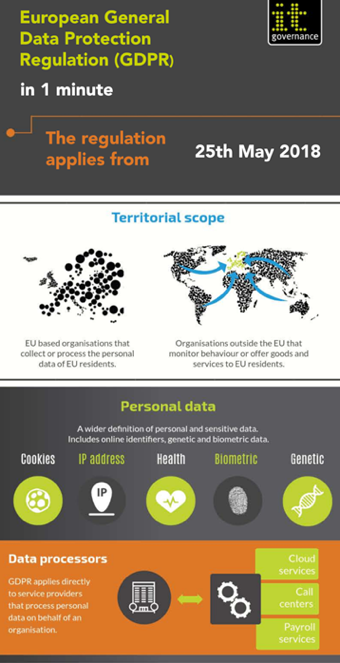 European General
Data Protection
Regulation (GDPR)
in 1 minute
it
governance
The regulation
applies from
25th May 2018
Territorial scope
EU based organisations that
collect or process the personal
data of EU residents.
Organisations outside the EU that
monitor behaviour or offer goods and
services to EU residents.
Personal data
A wider definition of personal and sensitive data.
Includes online identifiers, genetic and biometric data.
Cookies
IP address
Health
Biometric
Genetic
IP
Data processors
GDPR applies directly
to service providers
that process personal
data on behalf of an
organisation.
Cloud
services
Call
centers
Payroll
services